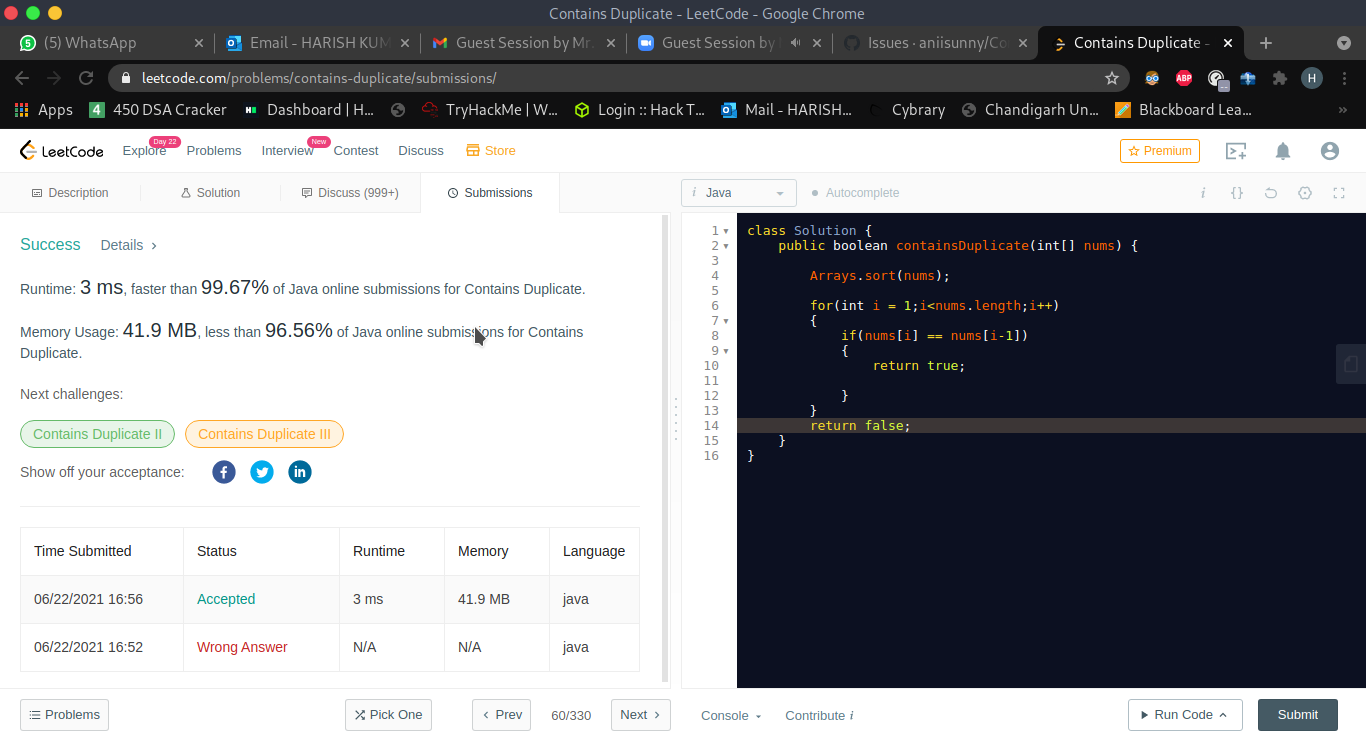 Contains Duplicate - LeetCode - Google Chrome
5 (5) WhatsApp Email - HARISH KUM Guest Session by Mr. Guest Session by Issues · aniisunny/Co Contains Duplicate -
leetcode.com/problems/contains-duplicate/submissions/ ABP H
Apps 4 450 DSA Cracker Dashboard | H... TryHackMe | W... Login :: Hack T... Mail - HARISH... Cybrary Chandigarh Un... Blackboard Lea... »
LeetCode Explore Day 22 Problems Interview New Contest Discuss Store Premium
Description Solution Discuss (999+) Submissions i Java Autocomplete i {}
Success Details
Runtime: 3 ms, faster than 99.67% of Java online submissions for Contains Duplicate.
Memory Usage: 41.9 MB, less than 96.56% of Java online submissions for Contains
Duplicate.
Next challenges:
Contains Duplicate II Contains Duplicate III
Show off your acceptance: f in
Time Submitted Status Runtime Memory Language
06/22/2021 16:56 Accepted 3 ms 41.9 MB java
06/22/2021 16:52 Wrong Answer N/A N/A java
1 class Solution {
2 public boolean containsDuplicate(int[] nums) {
3
4 Arrays.sort(nums);
5
6 for(int i = 1;i<nums.length;i++)
7 {
8 if(nums[i] == nums[i-1])
9 {
10 return true;
11
12 }
13 }
14 return false;
15 }
16 }
Problems Pick One Prev 60/330 Next Console Contribute i Run Code Submit